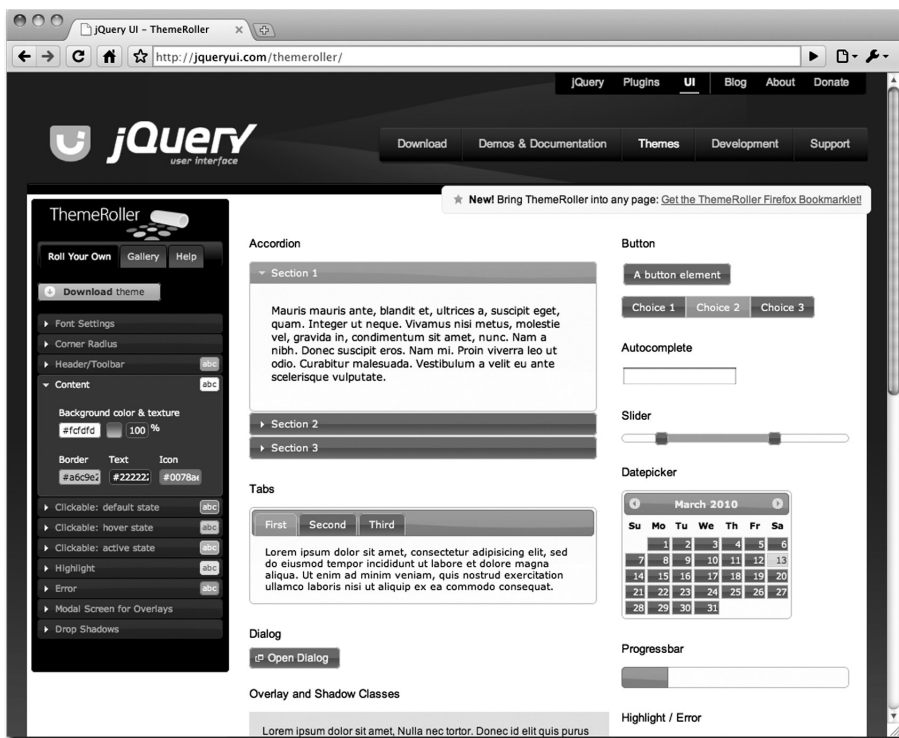 jQuery UI - ThemeRoller
http://jqueryui.com/themeroller/
jQuery Plugins UI Blog About Donate
jQuery
user interface
Download Demos & Documentation Themes Development Support
New! Bring ThemeRoller into any page: Get the ThemeRoller Firefox Bookmarklet!
ThemeRoller
Roll Your Own Gallery Help
Download theme
Font Settings
Corner Radius
Header/Toolbar abc
Content abc
Background color & texture
#fcfdfd 100 %
Border Text Icon
#a6c9e2 #222222 #0078ae
Clickable: default state abc
Clickable: hover state abc
Clickable: active state abc
Highlight abc
Error abc
Modal Screen for Overlays
Drop Shadows
Accordion
Section 1
Mauris mauris ante, blandit et, ultrices a, suscipit eget,
quam. Integer ut neque. Vivamus nisi metus, molestie
vel, gravida in, condimentum sit amet, nunc. Nam a
nibh. Donec suscipit eros. Nam mi. Proin viverra leo ut
odio. Curabitur malesuada. Vestibulum a velit eu ante
scelerisque vulputate.
Section 2
Section 3
Tabs
First Second Third
Lorem ipsum dolor sit amet, consectetur adipisicing elit, sed
do eiusmod tempor incididunt ut labore et dolore magna
aliqua. Ut enim ad minim veniam, quis nostrud exercitation
ullamco laboris nisi ut aliquip ex ea commodo consequat.
Dialog
Open Dialog
Overlay and Shadow Classes
Lorem ipsum dolor sit amet, Nulla nec tortor. Donec id elit quis purus
Button
A button element
Choice 1 Choice 2 Choice 3
Autocomplete
Slider
Datepicker
March 2010
Su Mo Tu We Th Fr Sa
1 2 3 4 5 6
7 8 9 10 11 12 13
14 15 16 17 18 19 20
21 22 23 24 25 26 27
28 29 30 31
Progressbar
Highlight / Error